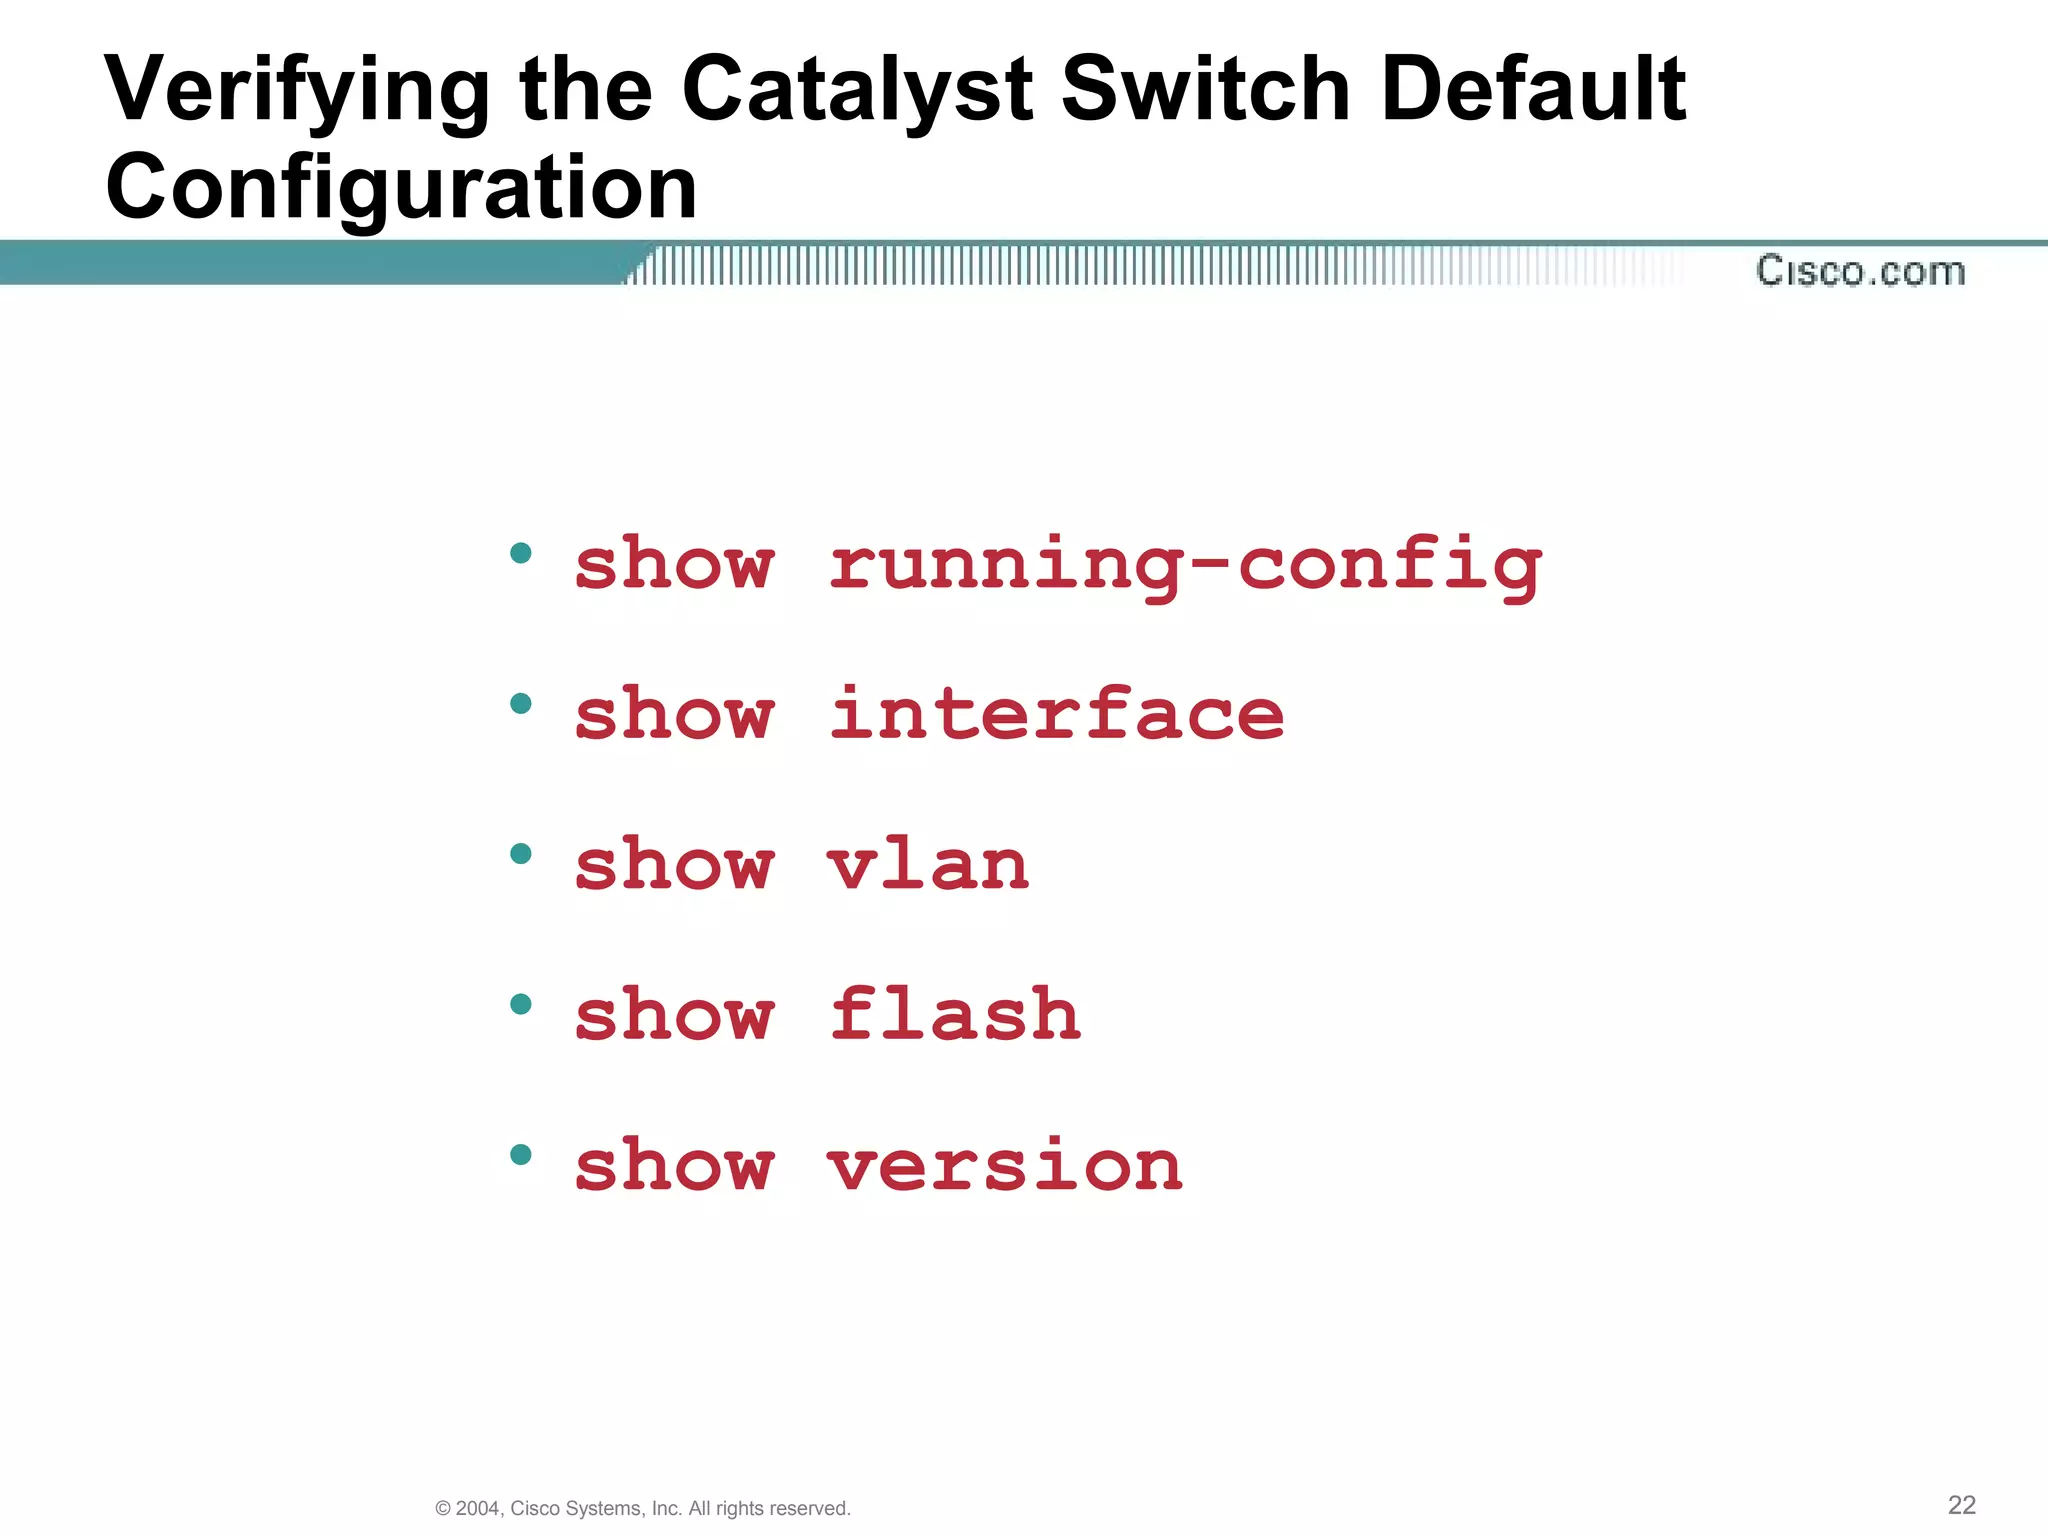 Verifying the Catalyst Switch Default
Configuration
Cisco.com
• show running-config
• show interface
• show vlan
• show flash
• show version
© 2004, Cisco Systems, Inc. All rights reserved.
22